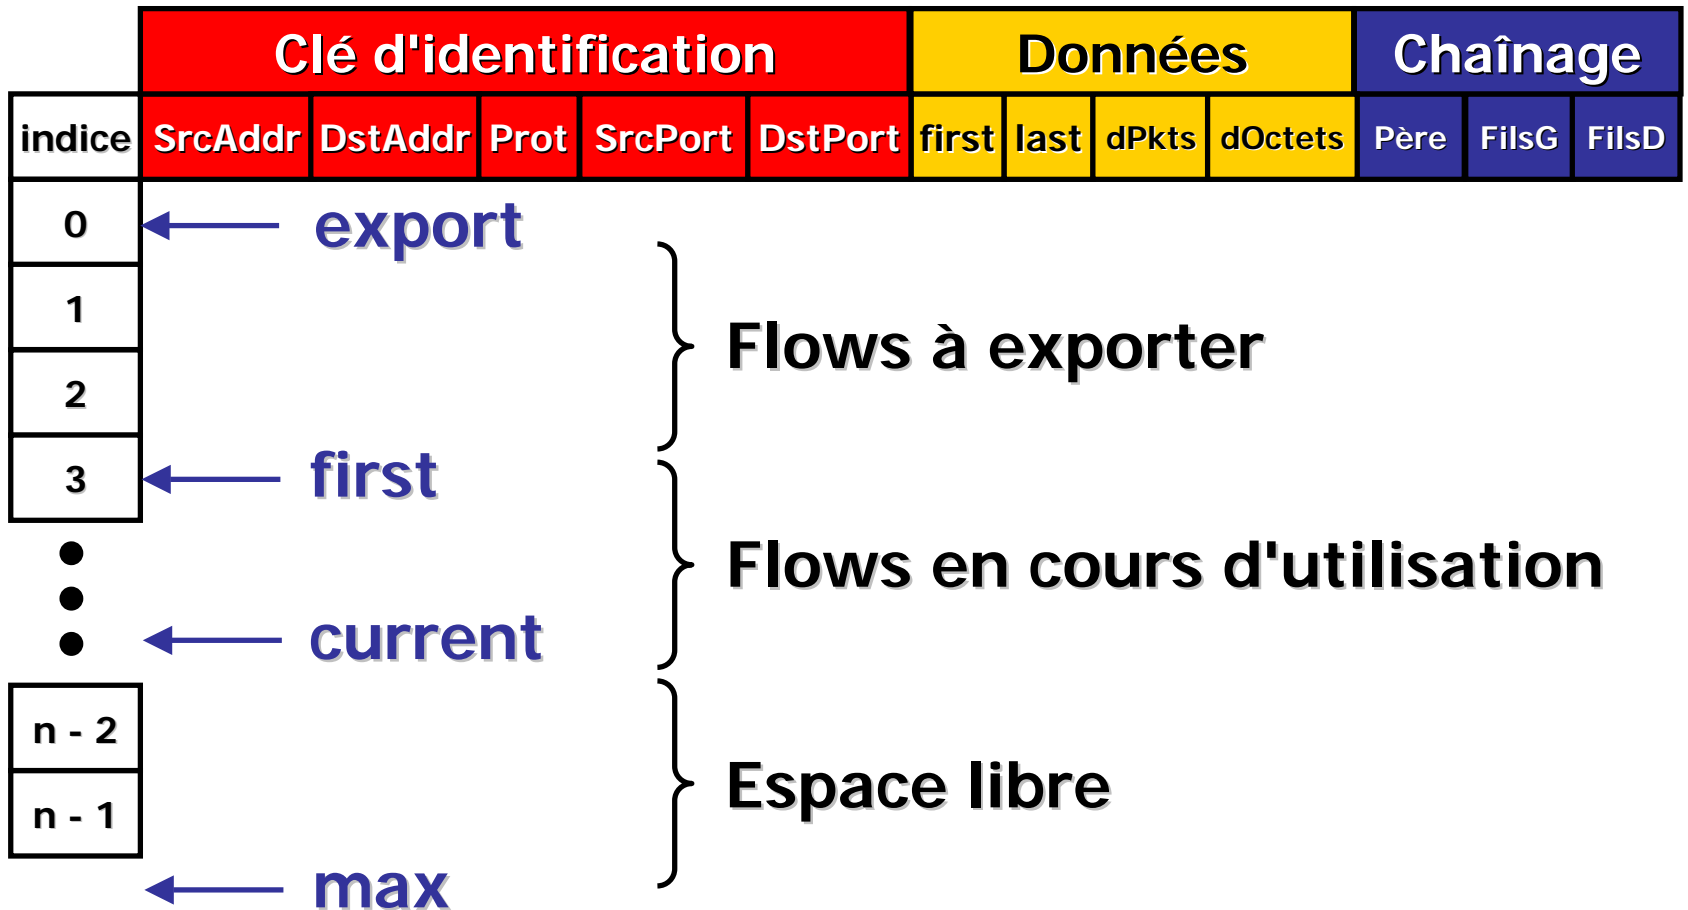 Clé d'identification Données Chaînage
indice SrcAddr DstAddr Prot SrcPort DstPort first last dPkts dOctets Père FilsG FilsD
0 export
1
Flows à exporter
2
3 first
Flows en cours d'utilisation
current
n - 2
Espace libre
n - 1
max